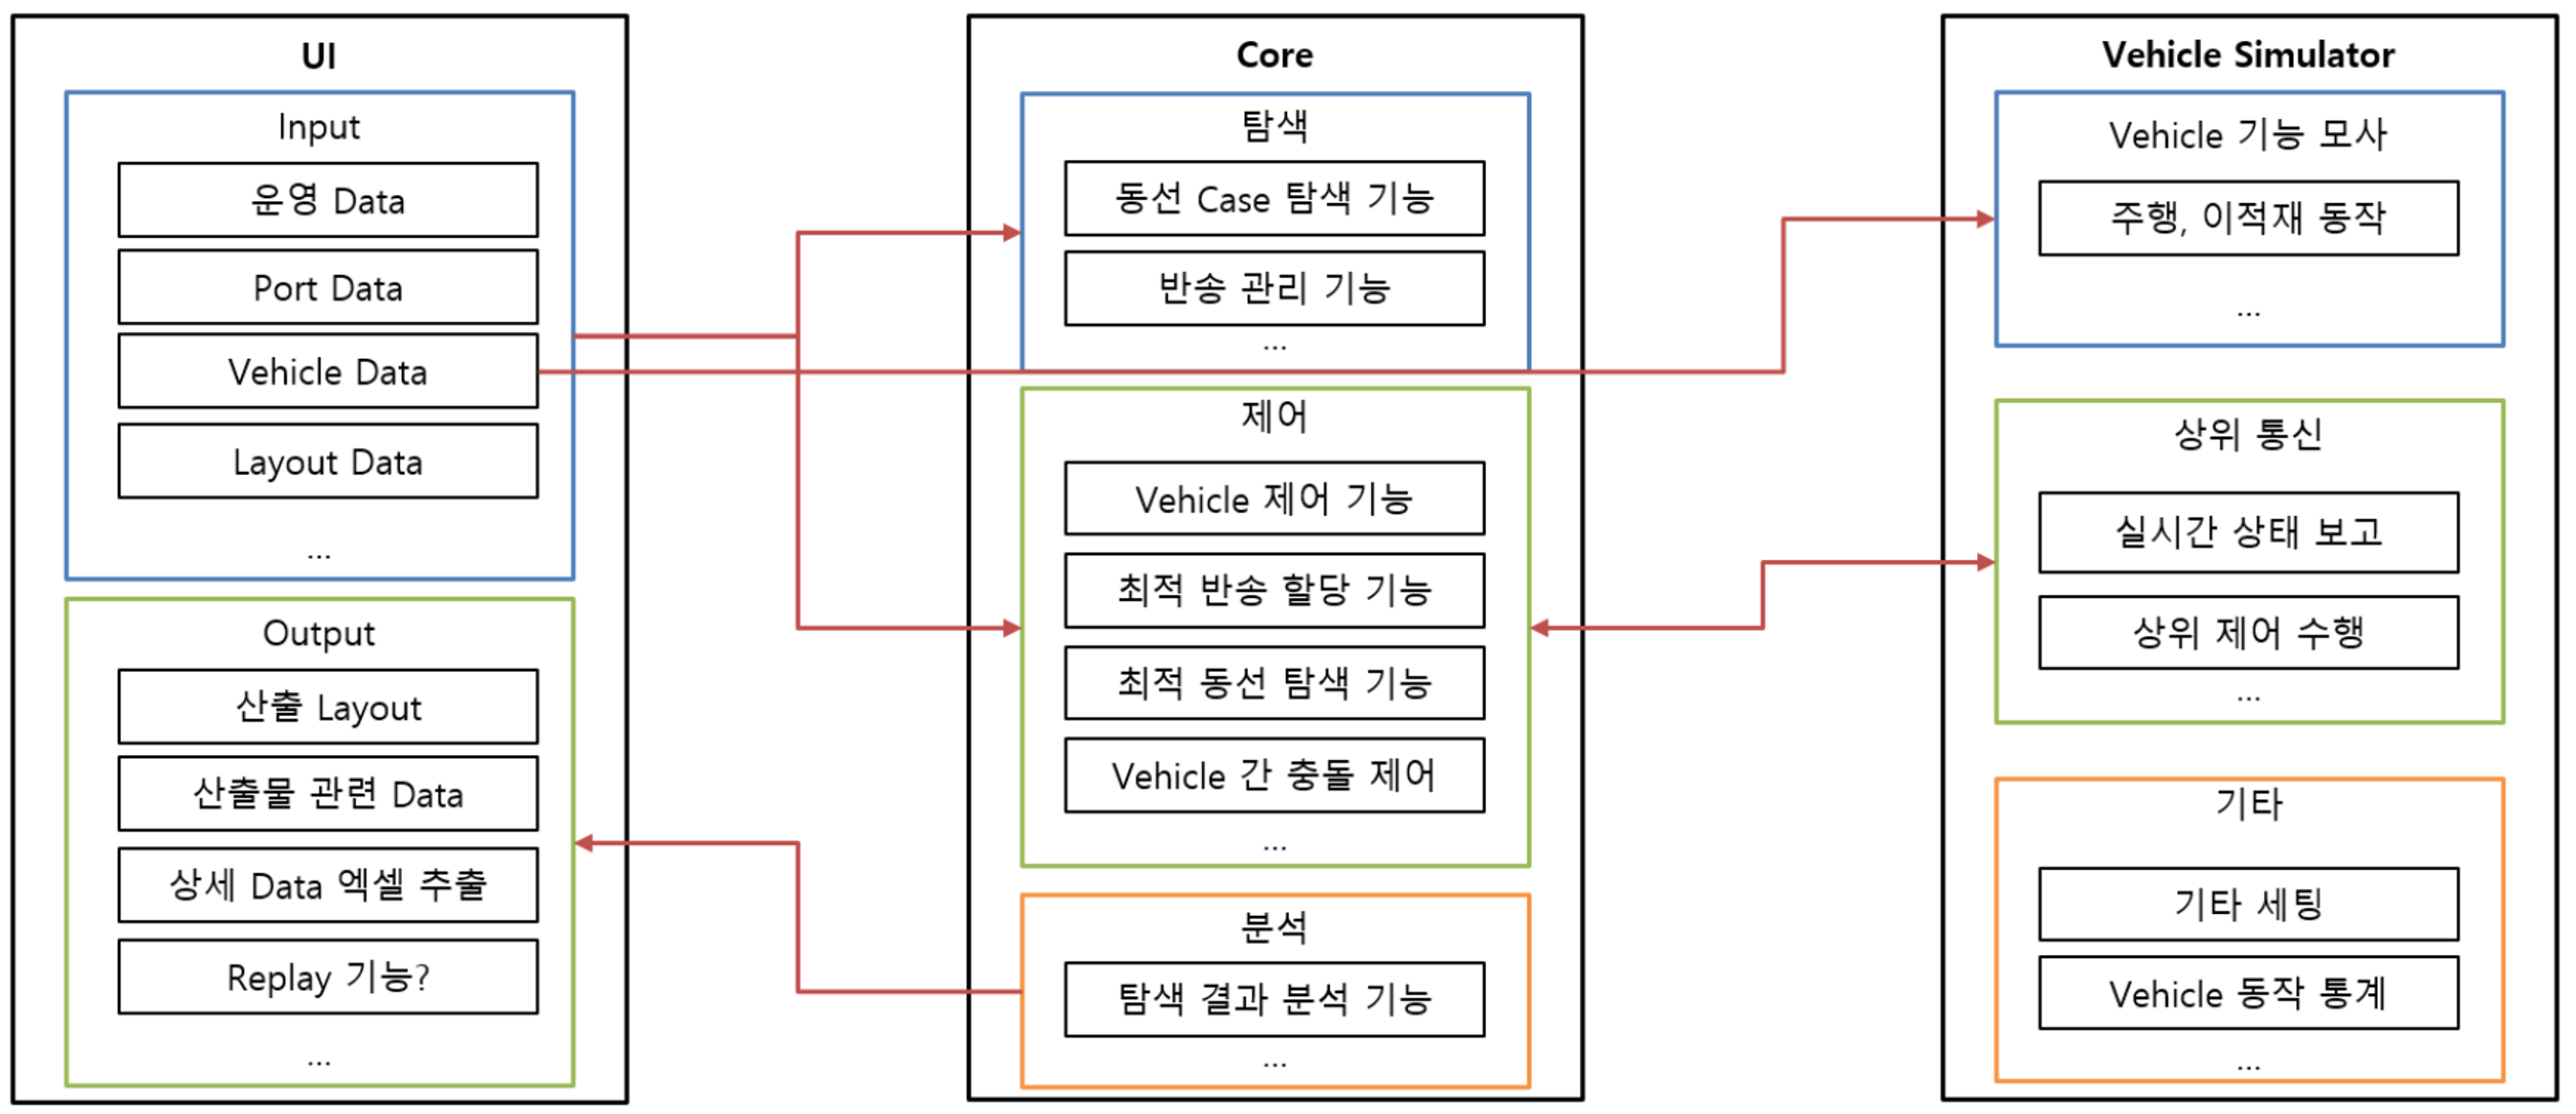 UI
Input
운영 Data
Port Data
Vehicle Data
Layout Data
...
Output
산출 Layout
산출물 관련 Data
상세 Data 엑셀 추출
Replay 기능?
...
Core
탐색
동선 Case 탐색 기능
반송 관리 기능
...
제어
Vehicle 제어 기능
최적 반송 할당 기능
최적 동선 탐색 기능
Vehicle 간 충돌 제어
...
분석
탐색 결과 분석 기능
...
Vehicle Simulator
Vehicle 기능 모사
주행, 이적재 동작
...
상위 통신
실시간 상태 보고
상위 제어 수행
...
기타
기타 세팅
Vehicle 동작 통계
...